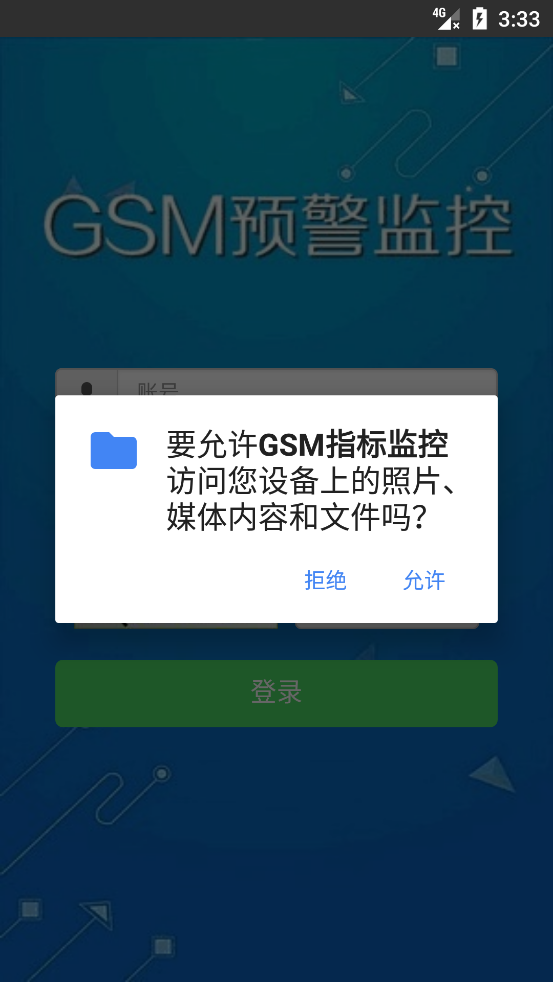 4G 3:33
GSM预警监控
账号
要允许GSM指标监控
访问您设备上的照片、
媒体内容和文件吗?
拒绝 允许
登录